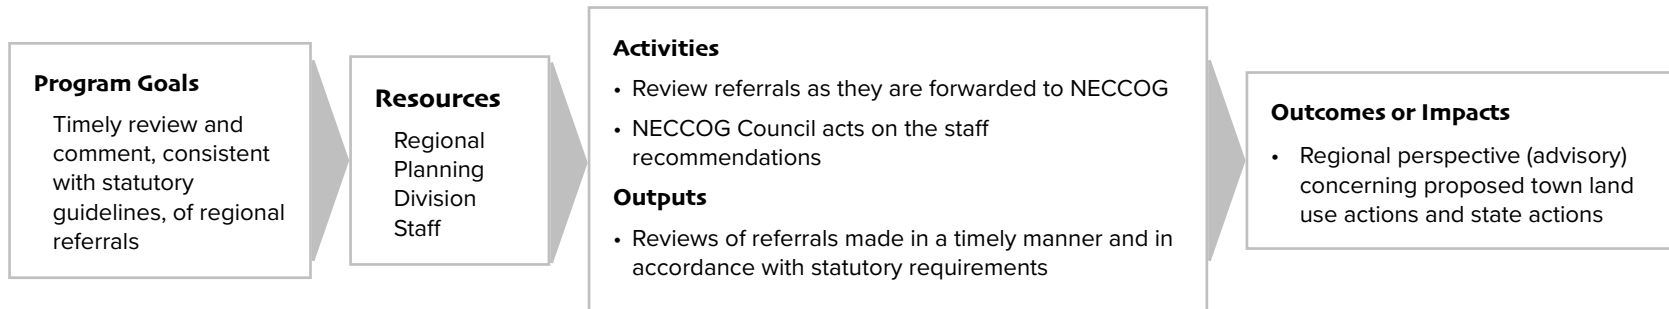 Program Goals
Timely review and
comment, consistent
with statutory
guidelines, of regional
referrals
Resources
Regional
Planning
Division
Staff
Activities
• Review referrals as they are forwarded to NECCOG
• NECCOG Council acts on the staff
recommendations
Outputs
• Reviews of referrals made in a timely manner and in
accordance with statutory requirements
Outcomes or Impacts
• Regional perspective (advisory)
concerning proposed town land
use actions and state actions